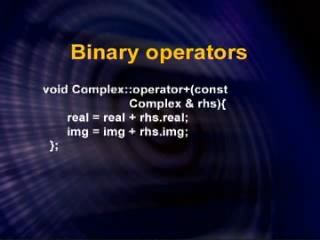 Binary operators
void Complex::operator+(const
Complex & rhs){
real = real + rhs.real;
img = img + rhs.img;
};